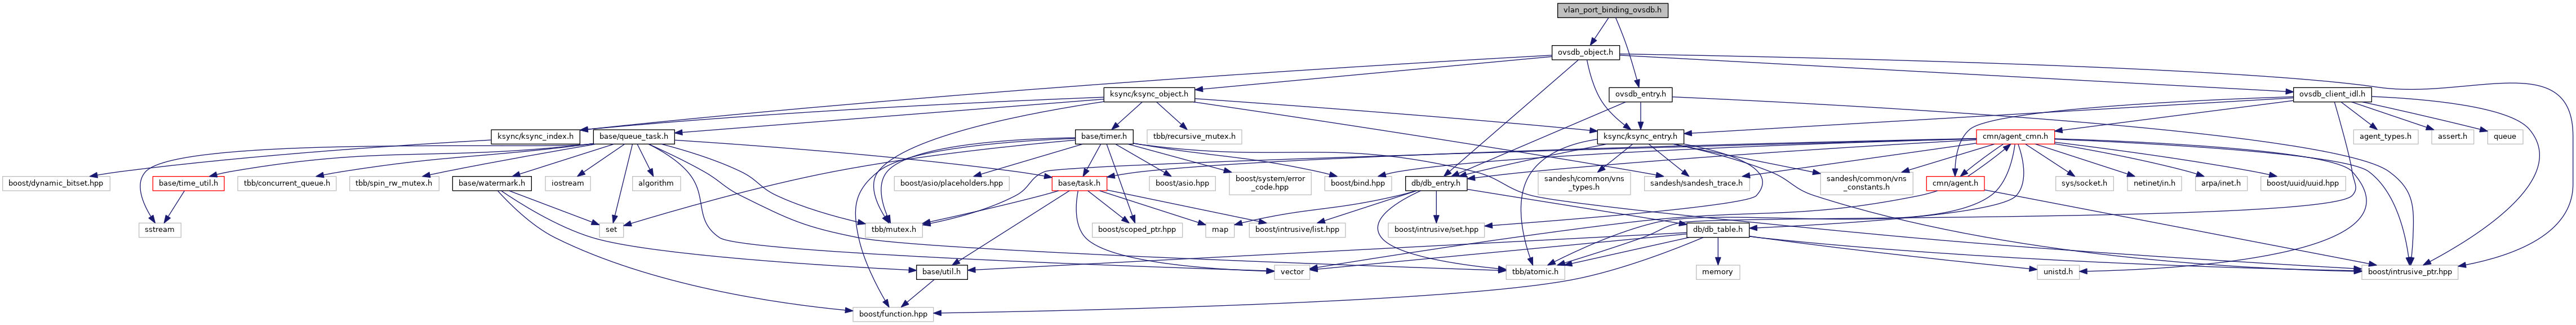 vlan_port_binding_ovsdb.h
ovsdb_object.h
ksync/ksync_object.h
ovsdb_entry.h
ovsdb_client_idl.h
ksync/ksync_index.h
base/queue_task.h
base/timer.h
tbb/recursive_mutex.h
ksync/ksync_entry.h
cmn/agent_cmn.h
agent_types.h
assert.h
queue
boost/dynamic_bitset.hpp
base/time_util.h
tbb/concurrent_queue.h
tbb/spin_rw_mutex.h
base/watermark.h
iostream
algorithm
boost/asio/placeholders.hpp
base/task.h
boost/asio.hpp
boost/system/error
_code.hpp
boost/bind.hpp
db/db_entry.h
sandesh/common/vns
_types.h
sandesh/sandesh_trace.h
sandesh/common/vns
_constants.h
cmn/agent.h
sys/socket.h
netinet/in.h
arpa/inet.h
boost/uuid/uuid.hpp
sstream
set
tbb/mutex.h
boost/scoped_ptr.hpp
map
boost/intrusive/list.hpp
boost/intrusive/set.hpp
db/db_table.h
base/util.h
vector
tbb/atomic.h
memory
unistd.h
boost/intrusive_ptr.hpp
boost/function.hpp